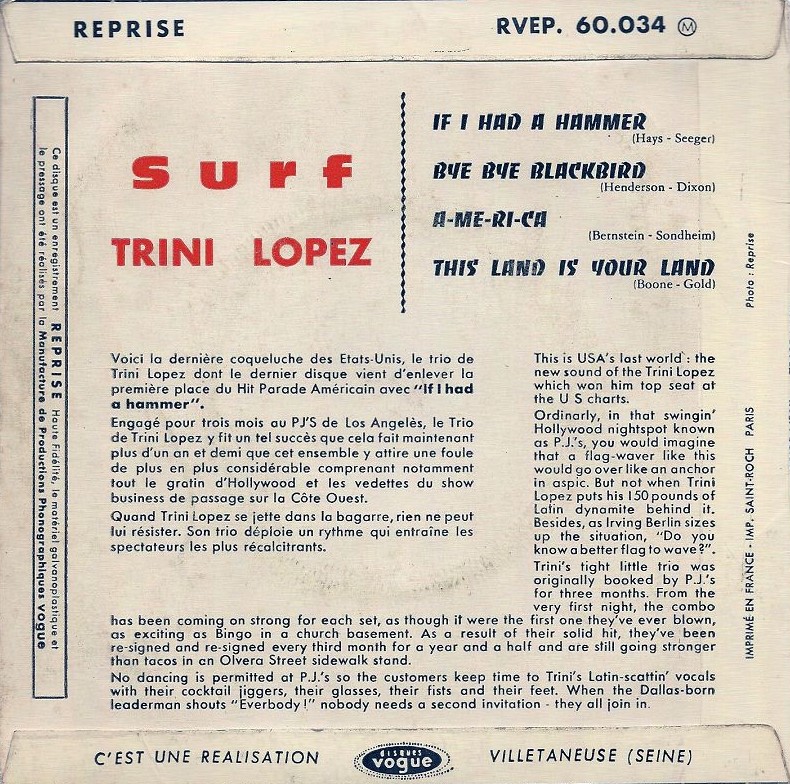 REPRISE
RVEP. 60.034 Ⓜ
Ce disque est un enregistrement REPRISE Haute Fidélité, le matériel galvanoplastique et
le pressage ont été réalisés par la Manufacture de Productions Phonographiques Vogue
surf
TRINI LOPEZ
IF I HAD A HAMMER
(Hays - Seeger)
BYE BYE BLACKBIRD
(Henderson - Dixon)
A-ME-RI-CA
(Bernstein - Sondheim)
THIS LAND IS YOUR LAND
(Boone - Gold)
Photo : Reprise
Voici la dernière coqueluche des Etats-Unis, le trio de
Trini Lopez dont le dernier disque vient d'enlever la
première place du Hit Parade Américain avec "If I had
a hammer".
Engagé pour trois mois au PJ'S de Los Angelès, le Trio
de Trini Lopez y fit un tel succès que cela fait maintenant
plus d'un an et demi que cet ensemble y attire une foule
de plus en plus considérable comprenant notamment
tout le gratin d'Hollywood et les vedettes du show
business de passage sur la Côte Ouest.
Quand Trini Lopez se jette dans la bagarre, rien ne peut
lui résister. Son trio déploie un rythme qui entraîne les
spectateurs les plus récalcitrants.
This is USA's last world : the
new sound of the Trini Lopez
which won him top seat at
the U S charts.
Ordinarly, in that swingin'
Hollywood nightspot known
as P.J.'s, you would imagine
that a flag-waver like this
would go over like an anchor
in aspic. But not when Trini
Lopez puts his 150 pounds of
Latin dynamite behind it.
Besides, as Irving Berlin sizes
up the situation, "Do you
know a better flag to wave?".
Trini's tight little trio was
originally booked by P.J.'s
for three months. From the
very first night, the combo
has been coming on strong for each set, as though it were the first one they've ever blown,
as exciting as Bingo in a church basement. As a result of their solid hit, they've been
re-signed and re-signed every third month for a year and a half and are still going stronger
than tacos in an Olvera Street sidewalk stand.
No dancing is permitted at P.J.'s so the customers keep time to Trini's Latin-scattin' vocals
with their cocktail jiggers, their glasses, their fists and their feet. When the Dallas-born
leaderman shouts "Everbody!" nobody needs a second invitation - they all join in.
IMPRIMÉ EN FRANCE - IMP. SAINT-ROCH PARIS
C'EST UNE REALISATION
disques
vogue
VILLETANEUSE (SEINE)